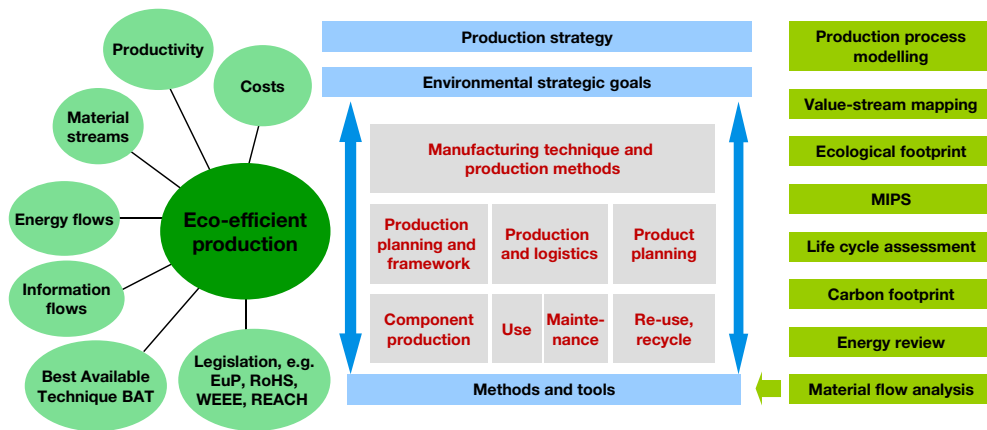 Productivity
Costs
Material
streams
Energy flows
Eco-efficient
production
Information
flows
Best Available
Technique BAT
Legislation, e.g.
EuP, RoHS,
WEEE, REACH
Production strategy
Environmental strategic goals
Manufacturing technique and
production methods
Production
planning and
framework
Production
and logistics
Product
planning
Component
production
Use
Mainte-
nance
Re-use,
recycle
Methods and tools
Production process
modelling
Value-stream mapping
Ecological footprint
MIPS
Life cycle assessment
Carbon footprint
Energy review
Material flow analysis